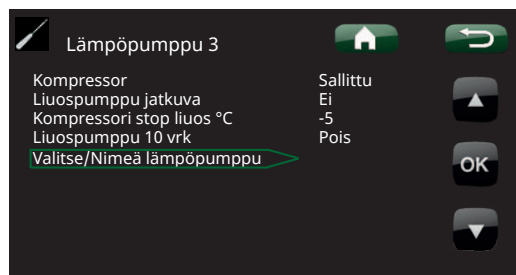 Lämpöpumppu 3
Kompressor Sallittu
Liuospumppu jatkuva Ei
Kompressori stop liuos °C -5
Liuospumppu 10 vrk Pois
Valitse/Nimeä lämpöpumppu
OK